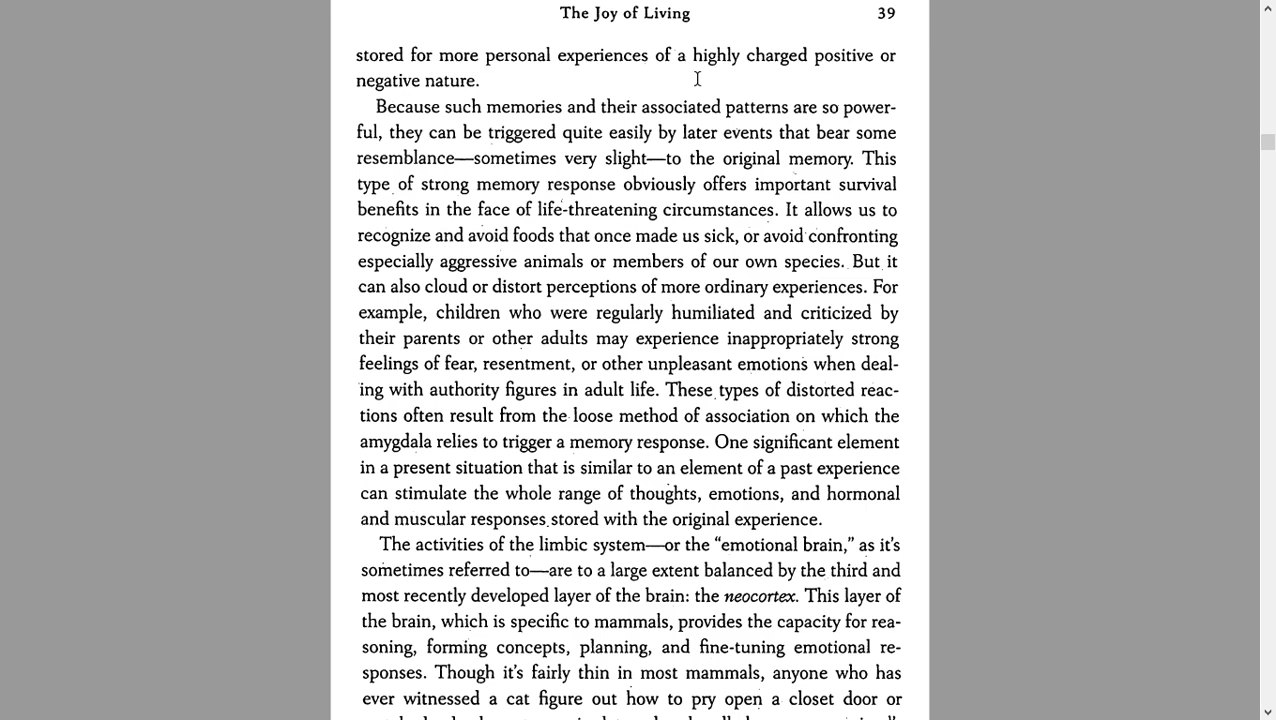 The Joy of Living 39
stored for more personal experiences of a highly charged positive or
negative nature.
Because such memories and their associated patterns are so power-
ful, they can be triggered quite easily by later events that bear some
resemblance—sometimes very slight—to the original memory. This
type of strong memory response obviously offers important survival
benefits in the face of life-threatening circumstances. It allows us to
recognize and avoid foods that once made us sick, or avoid confronting
especially aggressive animals or members of our own species. But it
can also cloud or distort perceptions of more ordinary experiences. For
example, children who were regularly humiliated and criticized by
their parents or other adults may experience inappropriately strong
feelings of fear, resentment, or other unpleasant emotions when deal-
ing with authority figures in adult life. These types of distorted reac-
tions often result from the loose method of association on which the
amygdala relies to trigger a memory response. One significant element
in a present situation that is similar to an element of a past experience
can stimulate the whole range of thoughts, emotions, and hormonal
and muscular responses stored with the original experience.
The activities of the limbic system—or the “emotional brain,” as it’s
sometimes referred to—are to a large extent balanced by the third and
most recently developed layer of the brain: the neocortex. This layer of
the brain, which is specific to mammals, provides the capacity for rea-
soning, forming concepts, planning, and fine-tuning emotional re-
sponses. Though it’s fairly thin in most mammals, anyone who has
ever witnessed a cat figure out how to pry open a closet door or